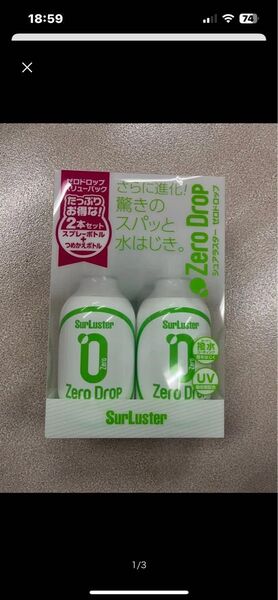 18:59
74
ゼロドロップ
バリューパック
たっぷり
お得な!
2本セット
スプレーボトル
+
つめかえボトル
さらに進化!
驚きの
スパッと
水はじき。
Zero Drop
シュアラスター ゼロドロップ
撥水
UV
SurLuster
0
Zero
Zero Drop
SurLuster
0
Zero
Zero Drop
SurLuster
1/3